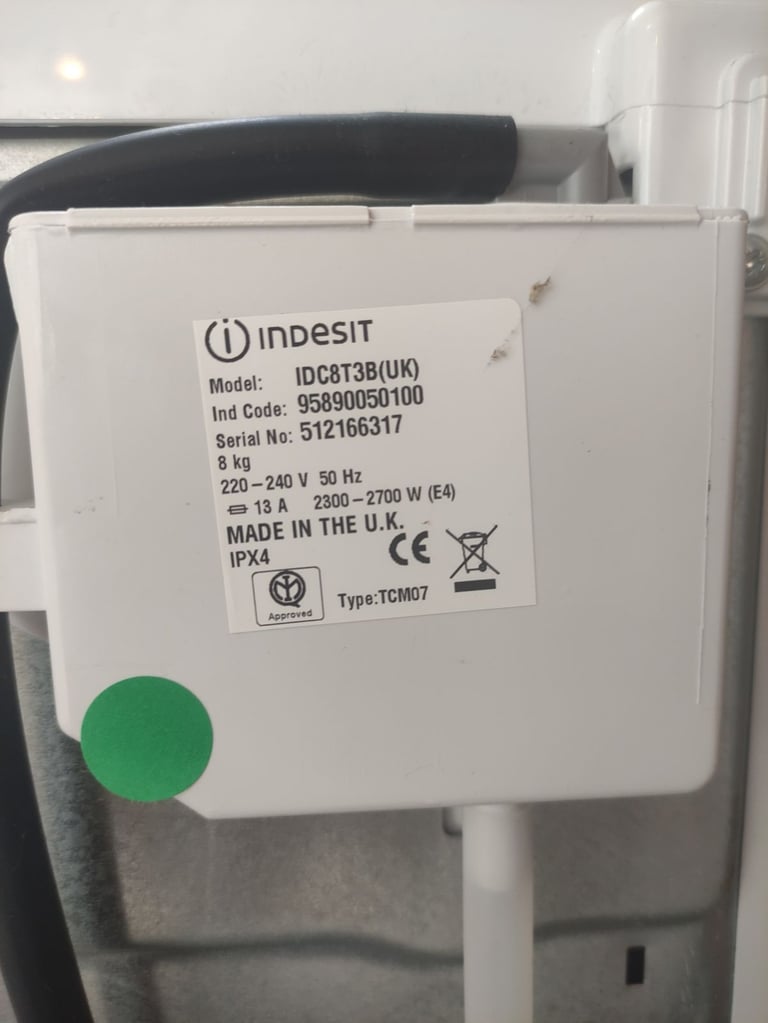 INDESIT
Model: IDC8T3B(UK)
Ind Code: 95890050100
Serial No: 512166317
8 kg
220-240 V 50 Hz
13 A 2300-2700 W (E4)
MADE IN THE U.K.
IPX4
CE
Approved
Type:TCM07